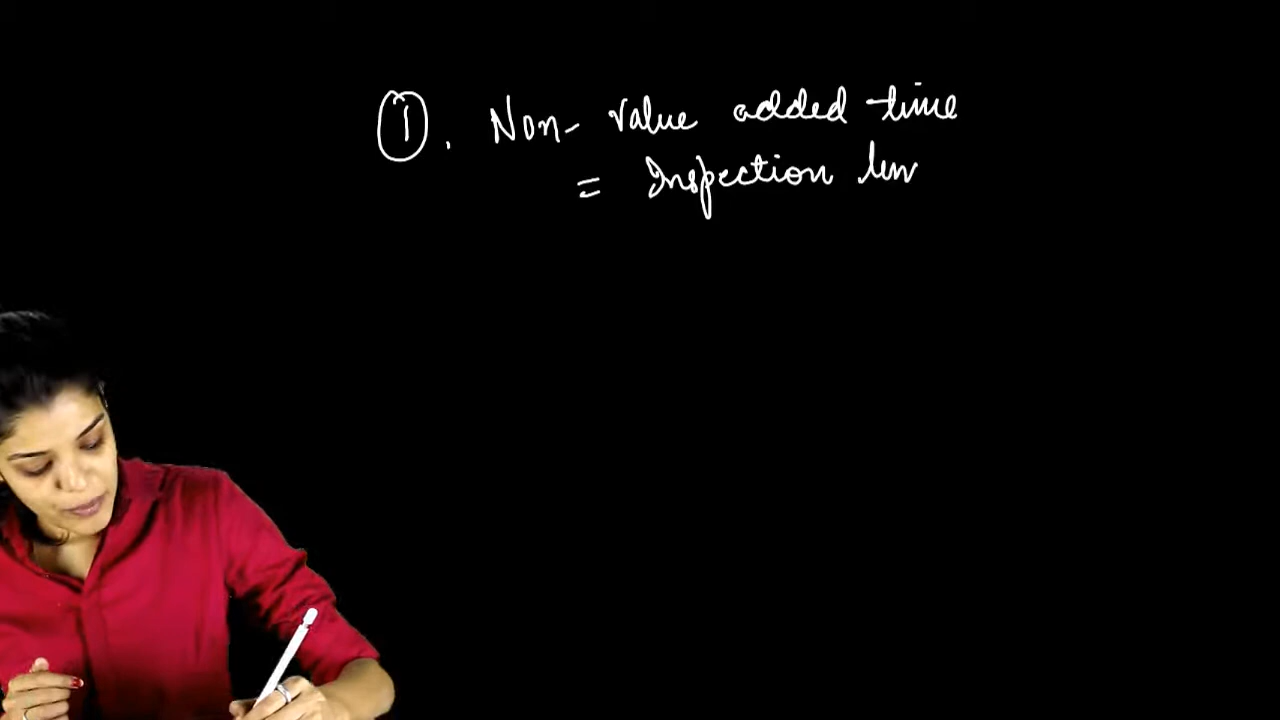 ①. Non-value added time
= Inspection